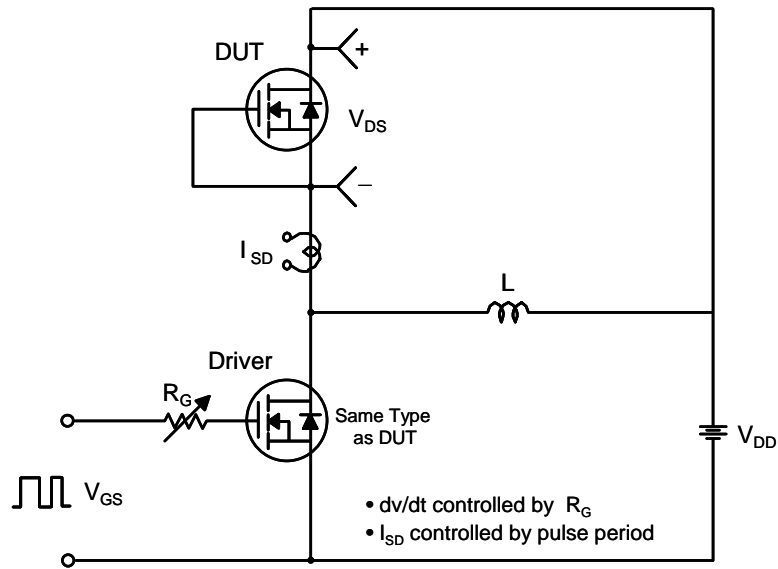 DUT
+
V_DS
–
I_SD
L
Driver
R_G
Same Type
as DUT
V_DD
V_GS
• dv/dt controlled by R_G
• I_SD controlled by pulse period